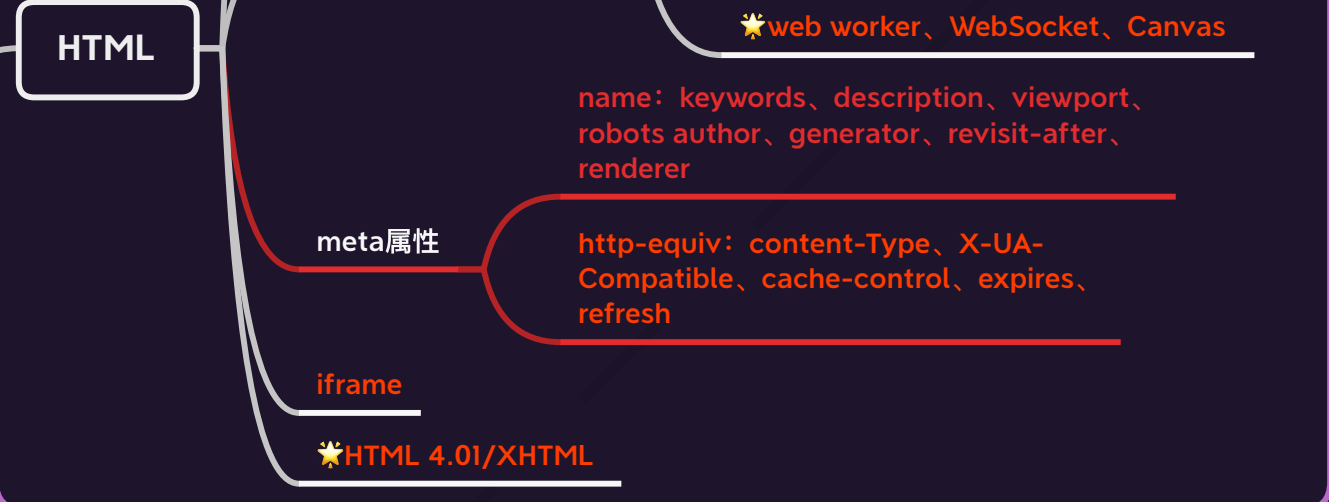 🌟web worker、WebSocket、Canvas
HTML
name：keywords、description、viewport、
robots author、generator、revisit-after、
renderer
meta属性
http-equiv：content-Type、X-UA-
Compatible、cache-control、expires、
refresh
iframe
🌟HTML 4.01/XHTML